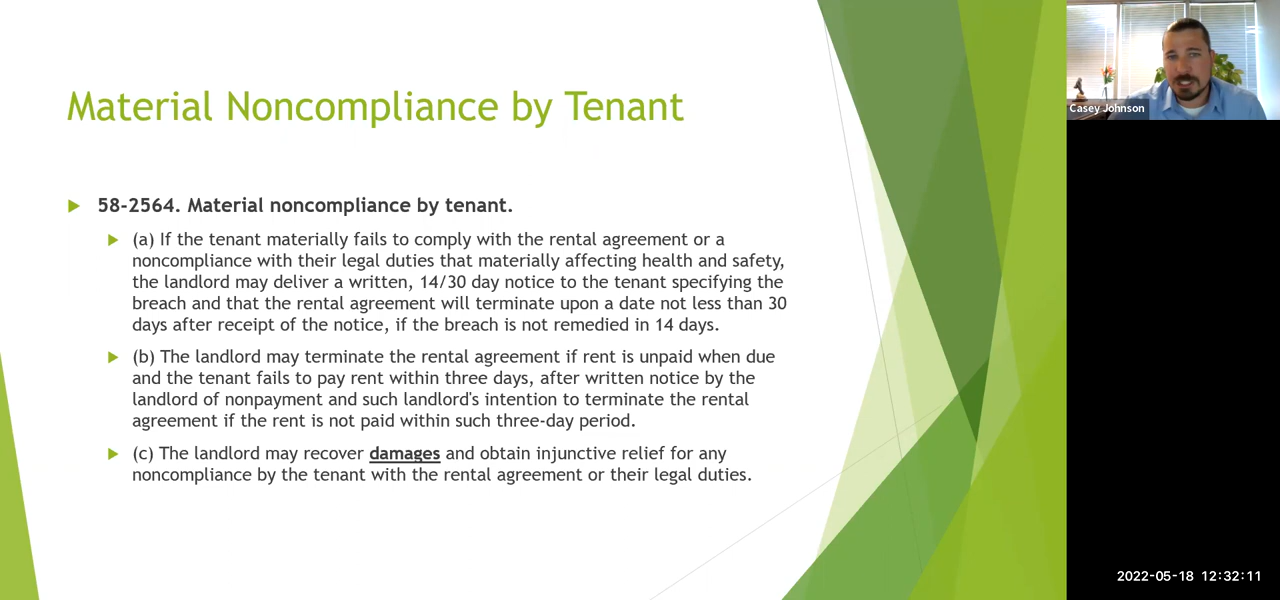 Material Noncompliance by Tenant
58-2564. Material noncompliance by tenant.
(a) If the tenant materially fails to comply with the rental agreement or a
noncompliance with their legal duties that materially affecting health and safety,
the landlord may deliver a written, 14/30 day notice to the tenant specifying the
breach and that the rental agreement will terminate upon a date not less than 30
days after receipt of the notice, if the breach is not remedied in 14 days.
(b) The landlord may terminate the rental agreement if rent is unpaid when due
and the tenant fails to pay rent within three days, after written notice by the
landlord of nonpayment and such landlord's intention to terminate the rental
agreement if the rent is not paid within such three-day period.
(c) The landlord may recover damages and obtain injunctive relief for any
noncompliance by the tenant with the rental agreement or their legal duties.
Casey Johnson
2022-05-18 12:32:11